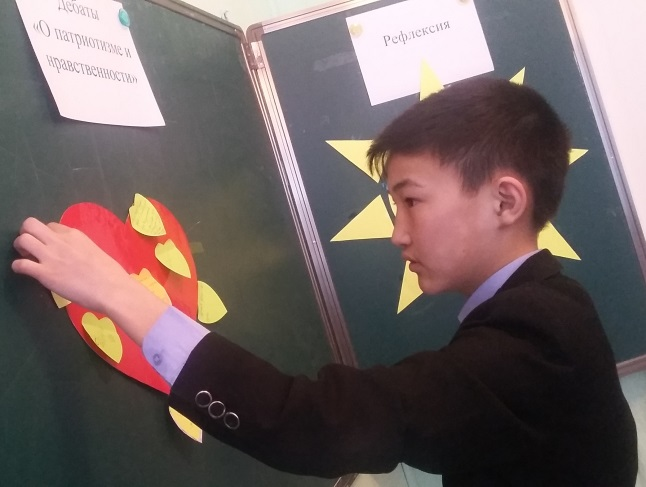 Дебаты
«О патриотизме и
нравственности»
Рефлексия